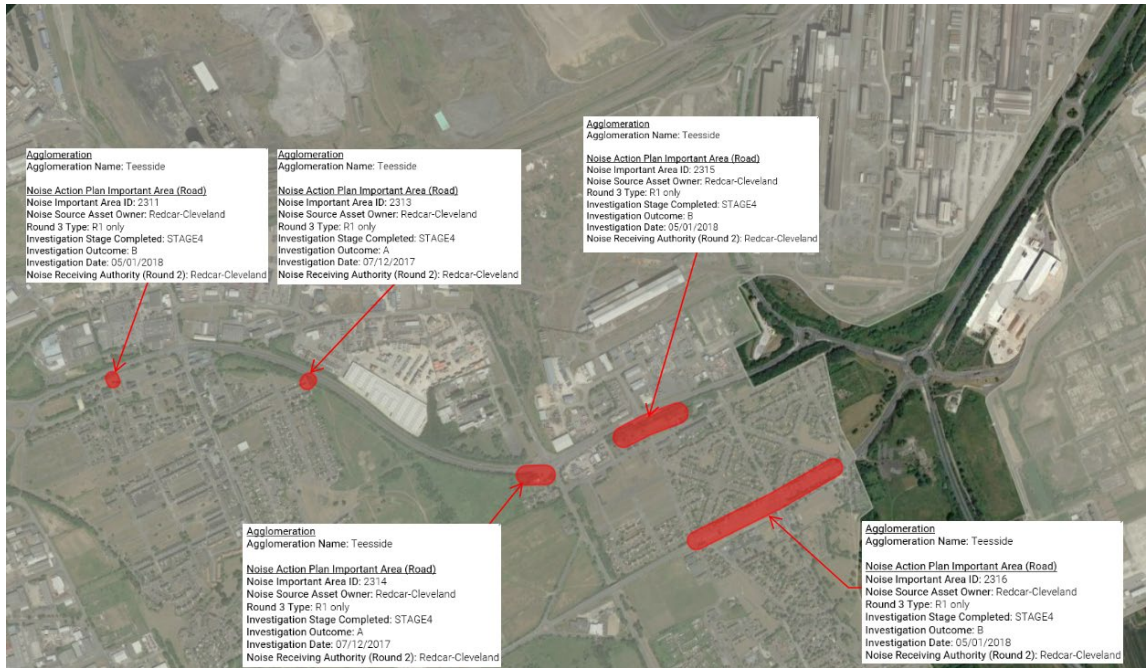 Agglomeration
Agglomeration Name: Teesside
Noise Action Plan Important Area (Road)
Noise Important Area ID: 2311
Noise Source Asset Owner: Redcar-Cleveland
Round 3 Type: R1 only
Investigation Stage Completed: STAGE4
Investigation Outcome: B
Investigation Date: 05/01/2018
Noise Receiving Authority (Round 2): Redcar-Cleveland
Agglomeration
Agglomeration Name: Teesside
Noise Action Plan Important Area (Road)
Noise Important Area ID: 2313
Noise Source Asset Owner: Redcar-Cleveland
Round 3 Type: R1 only
Investigation Stage Completed: STAGE4
Investigation Outcome: A
Investigation Date: 07/12/2017
Noise Receiving Authority (Round 2): Redcar-Cleveland
Agglomeration
Agglomeration Name: Teesside
Noise Action Plan Important Area (Road)
Noise Important Area ID: 2315
Noise Source Asset Owner: Redcar-Cleveland
Round 3 Type: R1 only
Investigation Stage Completed: STAGE4
Investigation Outcome: B
Investigation Date: 05/01/2018
Noise Receiving Authority (Round 2): Redcar-Cleveland
Agglomeration
Agglomeration Name: Teesside
Noise Action Plan Important Area (Road)
Noise Important Area ID: 2314
Noise Source Asset Owner: Redcar-Cleveland
Round 3 Type: R1 only
Investigation Stage Completed: STAGE4
Investigation Outcome: A
Investigation Date: 07/12/2017
Noise Receiving Authority (Round 2): Redcar-Cleveland
Agglomeration
Agglomeration Name: Teesside
Noise Action Plan Important Area (Road)
Noise Important Area ID: 2316
Noise Source Asset Owner: Redcar-Cleveland
Round 3 Type: R1 only
Investigation Stage Completed: STAGE4
Investigation Outcome: B
Investigation Date: 05/01/2018
Noise Receiving Authority (Round 2): Redcar-Cleveland